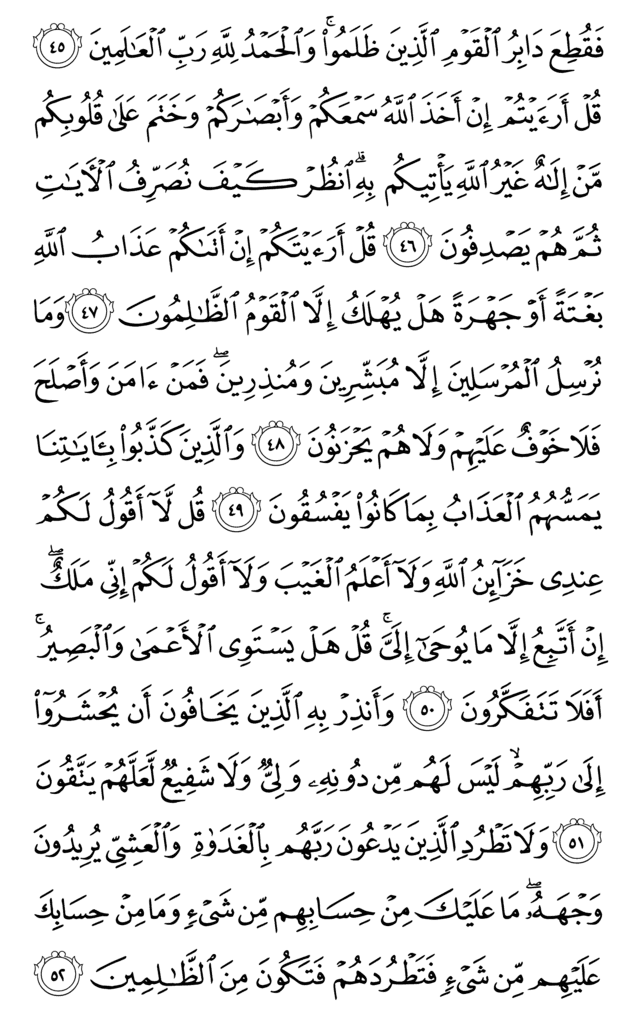 فَقُطِعَ دَابِرُ ٱلْقَوْمِ ٱلَّذِينَ ظَلَمُوا۟ۚ وَٱلْحَمْدُ لِلَّهِ رَبِّ ٱلْعَـٰلَمِينَ ٤٥
قُلْ أَرَءَيْتُمْ إِنْ أَخَذَ ٱللَّهُ سَمْعَكُمْ وَأَبْصَـٰرَكُمْ وَخَتَمَ عَلَىٰ قُلُوبِكُم
مَّنْ إِلَـٰهٌ غَيْرُ ٱللَّهِ يَأْتِيكُم بِهِۗ ٱنظُرْ كَيْفَ نُصَرِّفُ ٱلْـَٔايَـٰتِ
ثُمَّ هُمْ يَصْدِفُونَ ٤٦ قُلْ أَرَءَيْتَكُمْ إِنْ أَتَىٰكُمْ عَذَابُ ٱللَّهِ
بَغْتَةً أَوْ جَهْرَةً هَلْ يُهْلَكُ إِلَّا ٱلْقَوْمُ ٱلظَّـٰلِمُونَ ٤٧ وَمَا
نُرْسِلُ ٱلْمُرْسَلِينَ إِلَّا مُبَشِّرِينَ وَمُنذِرِينَۖ فَمَنْ ءَامَنَ وَأَصْلَحَ
فَلَا خَوْفٌ عَلَيْهِمْ وَلَا هُمْ يَحْزَنُونَ ٤٨ وَٱلَّذِينَ كَذَّبُوا۟ بِـَٔايَـٰتِنَا
يَمَسُّهُمُ ٱلْعَذَابُ بِمَا كَانُوا۟ يَفْسُقُونَ ٤٩ قُل لَّآ أَقُولُ لَكُمْ
عِندِى خَزَآئِنُ ٱللَّهِ وَلَآ أَعْلَمُ ٱلْغَيْبَ وَلَآ أَقُولُ لَكُمْ إِنِّى مَلَكٌۖ
إِنْ أَتَّبِعُ إِلَّا مَا يُوحَىٰٓ إِلَىَّۚ قُلْ هَلْ يَسْتَوِى ٱلْأَعْمَىٰ وَٱلْبَصِيرُۚ
أَفَلَا تَتَفَكَّرُونَ ٥٠ وَأَنذِرْ بِهِ ٱلَّذِينَ يَخَافُونَ أَن يُحْشَرُوٓا۟
إِلَىٰ رَبِّهِمْۙ لَيْسَ لَهُم مِّن دُونِهِۦ وَلِىٌّ وَلَا شَفِيعٌ لَّعَلَّهُمْ يَتَّقُونَ
٥١ وَلَا تَطْرُدِ ٱلَّذِينَ يَدْعُونَ رَبَّهُم بِٱلْغَدَوٰةِ وَٱلْعَشِىِّ يُرِيدُونَ
وَجْهَهُۥۖ مَا عَلَيْكَ مِنْ حِسَابِهِم مِّن شَىْءٍ وَمَا مِنْ حِسَابِكَ
عَلَيْهِم مِّن شَىْءٍ فَتَطْرُدَهُمْ فَتَكُونَ مِنَ ٱلظَّـٰلِمِينَ ٥٢